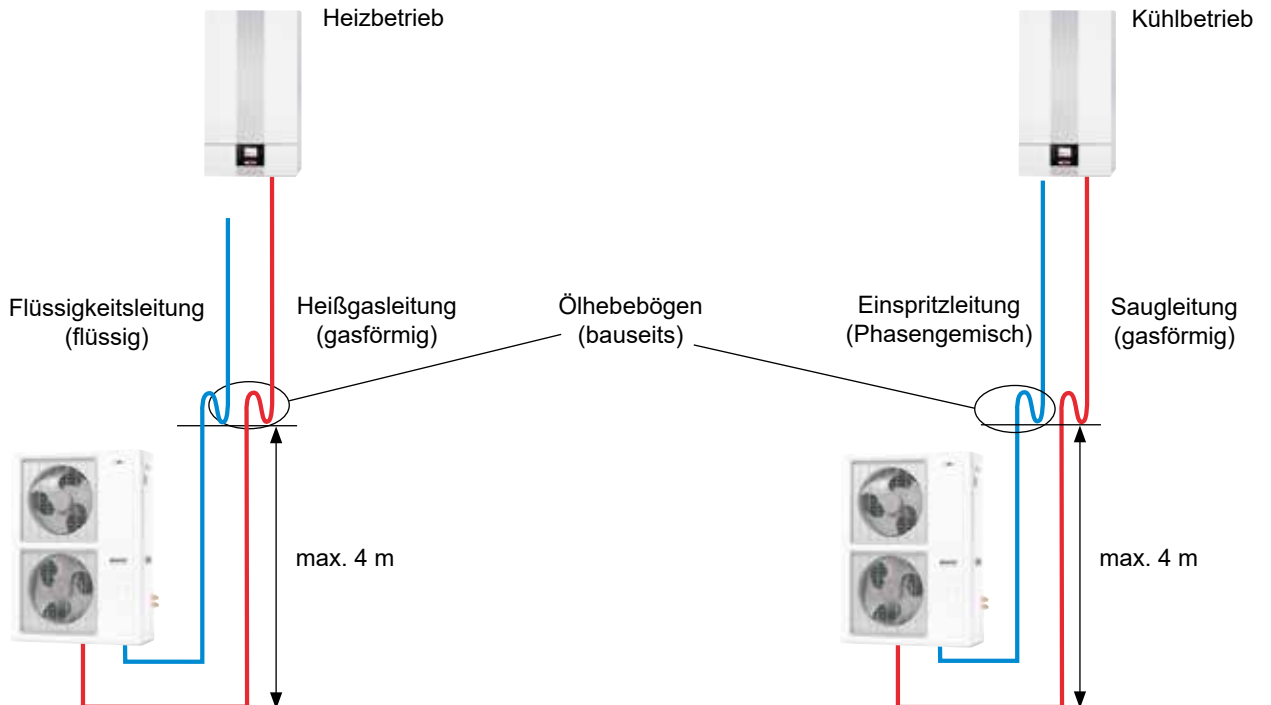 Heizbetrieb
Kühlbetrieb
Flüssigkeitsleitung
(flüssig)
Heißgasleitung
(gasförmig)
Ölhebebögen
(bauseits)
Einspritzleitung
(Phasengemisch)
Saugleitung
(gasförmig)
max. 4 m
max. 4 m